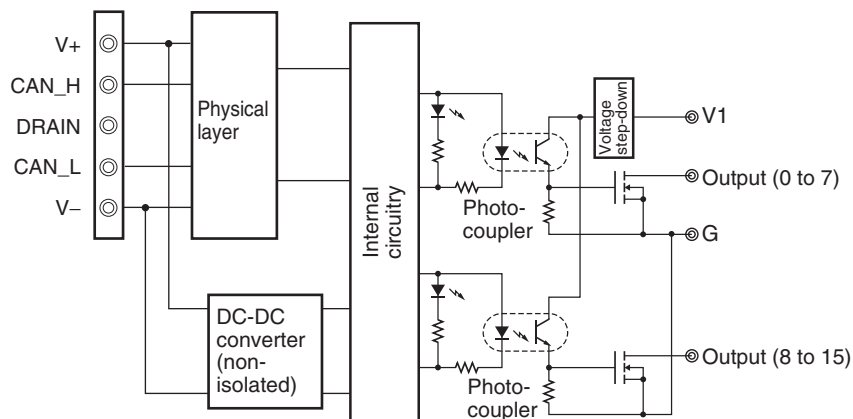 V+
CAN_H
DRAIN
CAN_L
V–
Physical
layer
DC-DC
converter
(non-
isolated)
Internal
circuitry
Photo-
coupler
Voltage
step-down
V1
Output (0 to 7)
G
Photo-
coupler
Output (8 to 15)